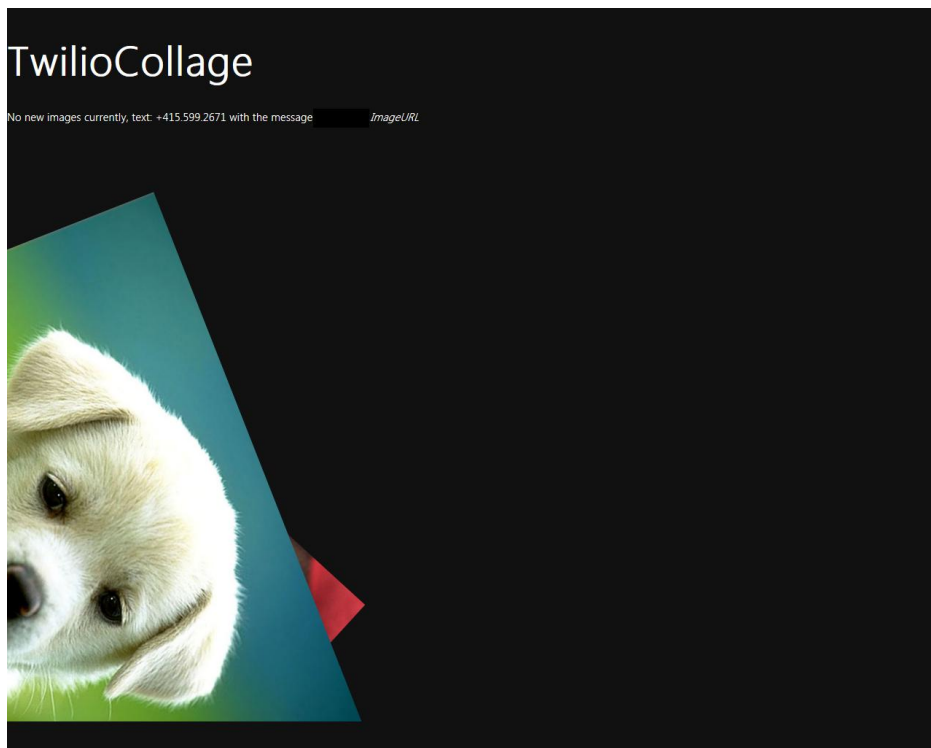 TwilioCollage
No new images currently, text: +415.599.2671 with the message ImageURL